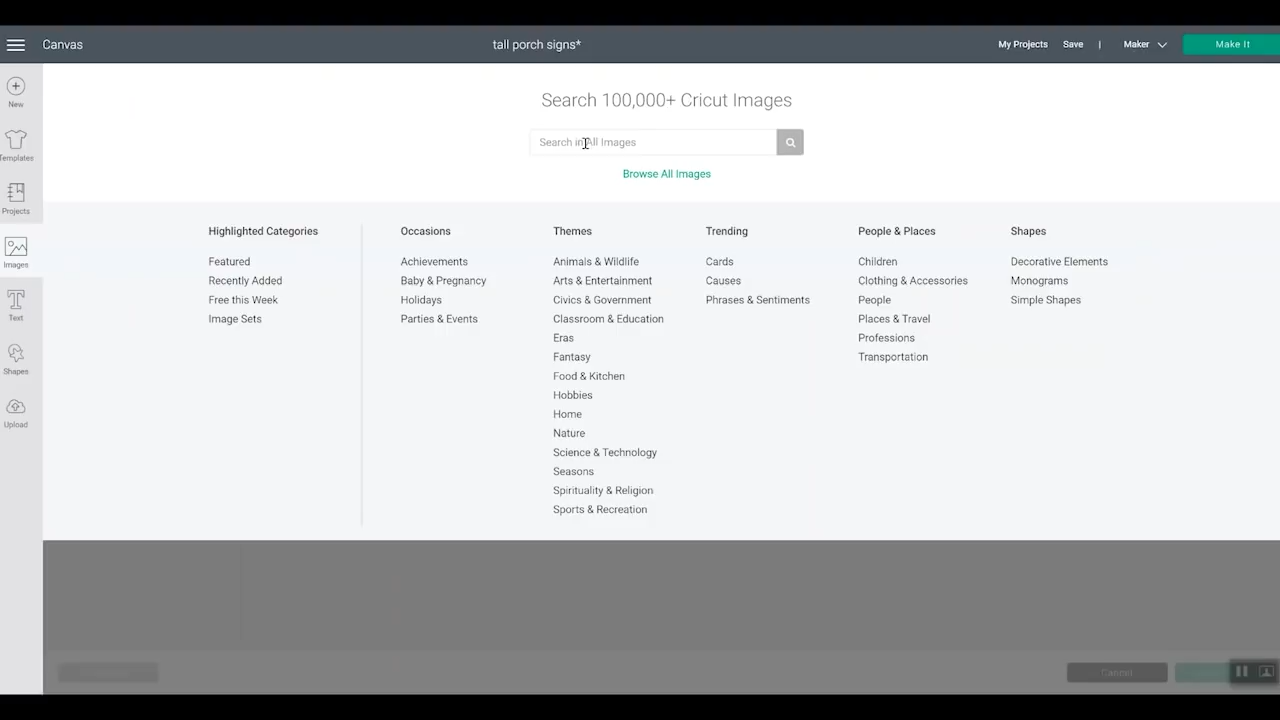 Canvas
tall porch signs*
My Projects Save | Maker Make It
New
Templates
Projects
Images
Text
Shapes
Upload
Search 100,000+ Cricut Images
Search in All Images
Browse All Images
Highlighted Categories
Featured
Recently Added
Free this Week
Image Sets
Occasions
Achievements
Baby & Pregnancy
Holidays
Parties & Events
Themes
Animals & Wildlife
Arts & Entertainment
Civics & Government
Classroom & Education
Eras
Fantasy
Food & Kitchen
Hobbies
Home
Nature
Science & Technology
Seasons
Spirituality & Religion
Sports & Recreation
Trending
Cards
Causes
Phrases & Sentiments
People & Places
Children
Clothing & Accessories
People
Places & Travel
Professions
Transportation
Shapes
Decorative Elements
Monograms
Simple Shapes
Cancel